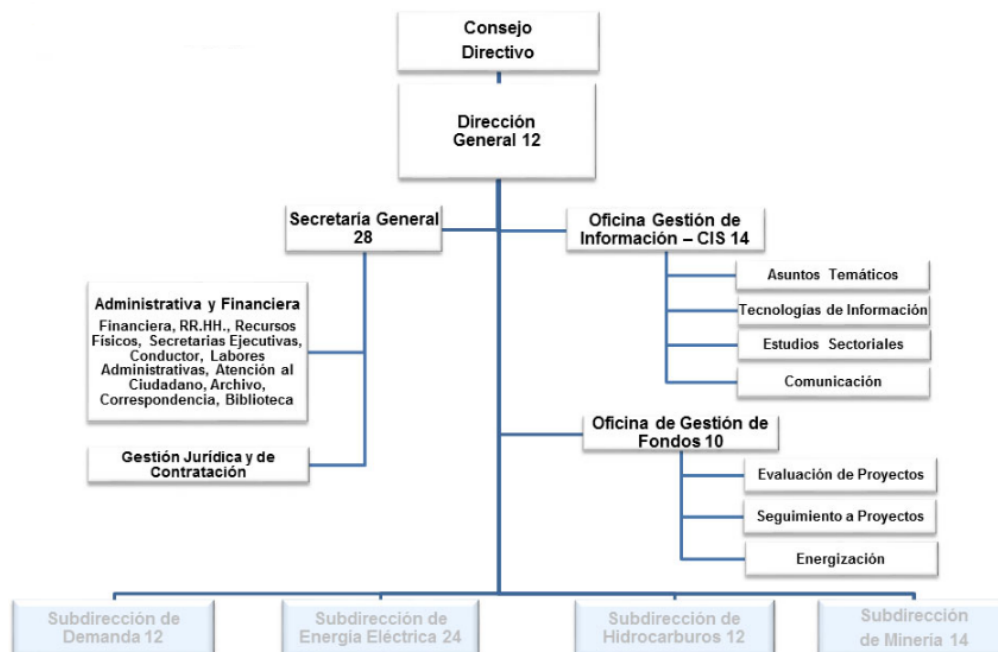 Consejo
Directivo
Dirección
General 12
Secretaría General
28
Oficina Gestión de
Información – CIS 14
Asuntos Temáticos
Tecnologías de Información
Estudios Sectoriales
Comunicación
Administrativa y Financiera
Financiera, RR.HH., Recursos
Físicos, Secretarias Ejecutivas,
Conductor, Labores
Administrativas, Atención al
Ciudadano, Archivo,
Correspondencia, Biblioteca
Gestión Jurídica y de
Contratación
Oficina de Gestión de
Fondos 10
Evaluación de Proyectos
Seguimiento a Proyectos
Energización
Subdirección de
Demanda 12
Subdirección de
Energía Eléctrica 24
Subdirección de
Hidrocarburos 12
Subdirección
de Minería 14